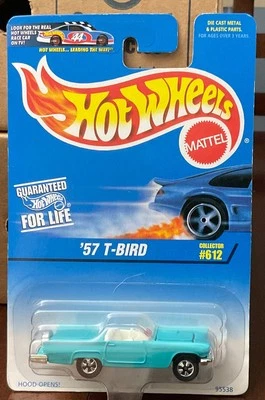 LOOK FOR THE REAL
HOT WHEELS
RACE CAR
ON TV!
44
HOT WHEELS... LEADING THE WAY!
DIE CAST METAL
& PLASTIC PARTS.
FOR AGES OVER 3 YEARS.
Hot Wheels
MATTEL
GUARANTEED
Hot Wheels
FOR LIFE
'57 T-BIRD
COLLECTOR
#612
HOOD OPENS!
95538